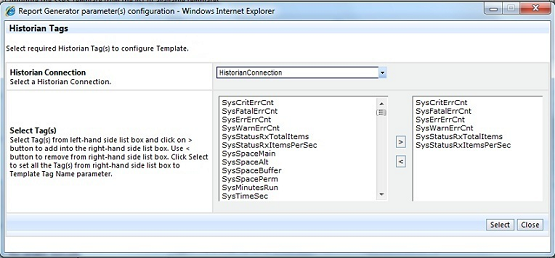 Report Generator parameter(s) configuration - Windows Internet Explorer
Historian Tags
Select required Historian Tag(s) to configure Template.
Historian Connection
Select a Historian Connection.
HistorianConnection
Select Tag(s)
Select Tag(s) from left-hand side list box and click on >
button to add into the right-hand side list box. Use <
button to remove from right-hand side list box. Click Select
to set all the Tag(s) from right-hand side list box to
Template Tag Name parameter.
SysCritErrCnt
SysFatalErrCnt
SysErrErrCnt
SysWarnErrCnt
SysStatusRxTotalItems
SysStatusRxItemsPerSec
SysSpaceMain
SysSpaceAlt
SysSpaceBuffer
SysSpacePerm
SysMinutesRun
SysTimeSec
>
<
SysCritErrCnt
SysFatalErrCnt
SysErrErrCnt
SysWarnErrCnt
SysStatusRxTotalItems
SysStatusRxItemsPerSec
Select
Close